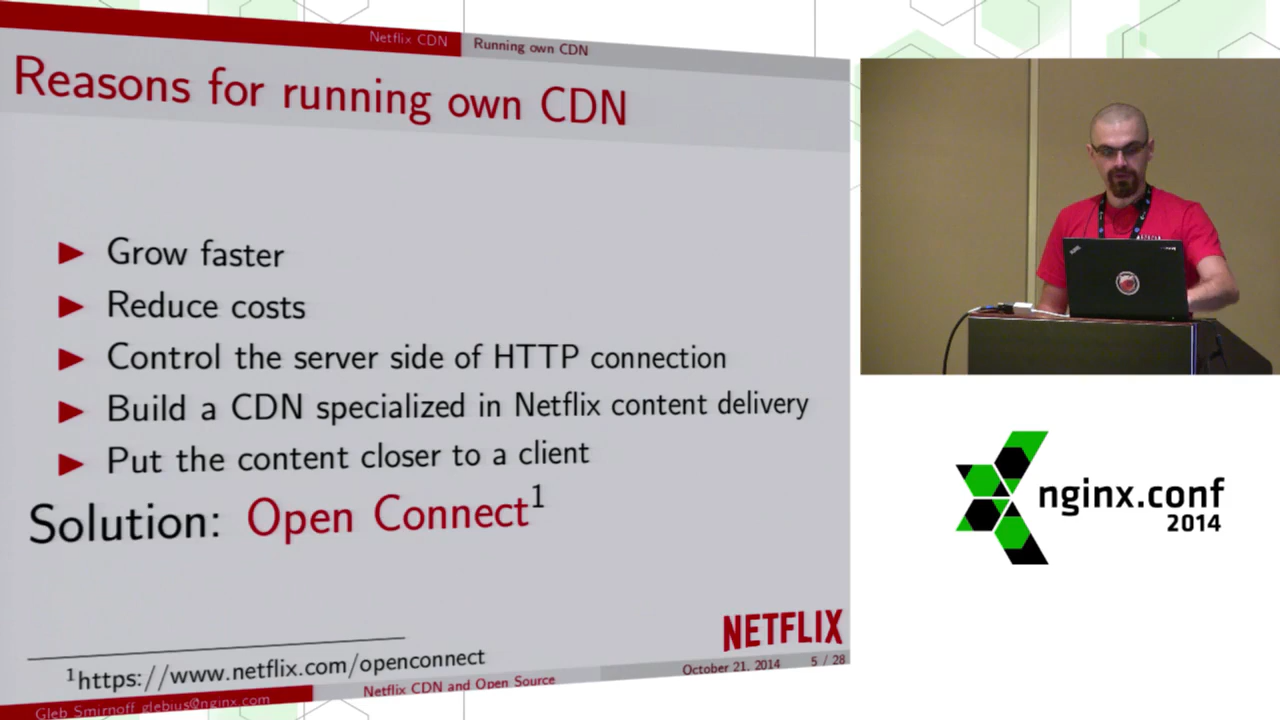 Netflix CDN
Running own CDN
Reasons for running own CDN
Grow faster
Reduce costs
Control the server side of HTTP connection
Build a CDN specialized in Netflix content delivery
Put the content closer to a client
Solution: Open Connect¹
NETFLIX
¹https://www.netflix.com/openconnect
October 21, 2014 5 / 28
Gleb Smirnoff glebius@nginx.com
Netflix CDN and Open Source
nginx.conf
2014